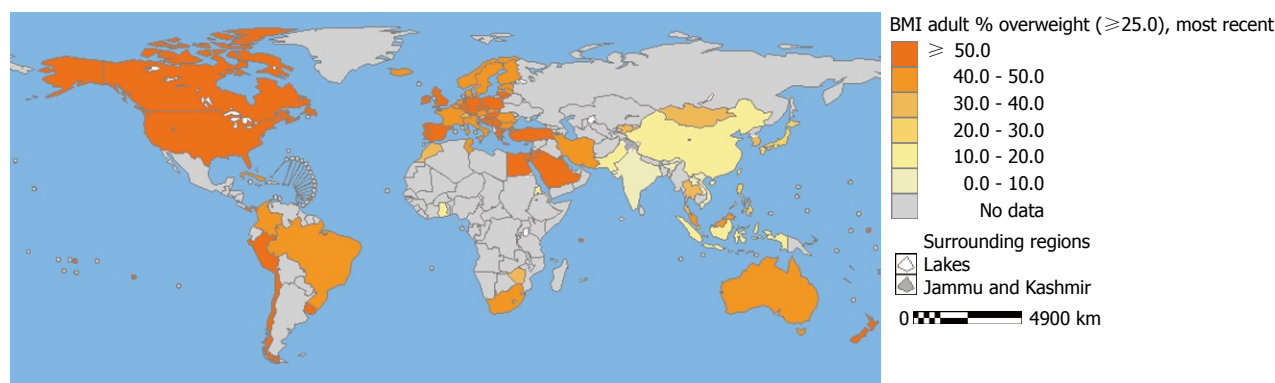 BMI adult % overweight (⩾25.0), most recent
⩾ 50.0
40.0 - 50.0
30.0 - 40.0
20.0 - 30.0
10.0 - 20.0
0.0 - 10.0
No data
Surrounding regions
Lakes
Jammu and Kashmir
0 4900 km